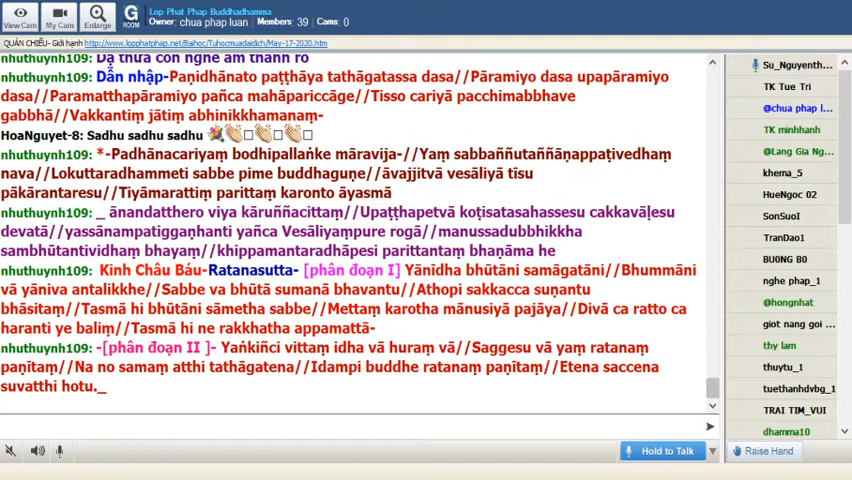 Lop Phat Phap Buddhadhamma
Owner: chua phap luan Members: 39 Cams: 0
View Cam
My Cam
Enlarge
G
ROOM
QUÁN CHIẾU- Giới hạnh http://www.lopphatphap.net/Baihoc/Tuhocmuadaidich/May-17-2020.htm
nhuthuynh109: Dạ thưa con nghe âm thanh rõ
nhuthuynh109: Dẫn nhập-Paṇidhānato paṭṭhāya tathāgatassa dasa//Pāramiyo dasa upapāramiyo
dasa//Paramatthapāramiyo pañca mahāpariccāge//Tisso cariyā pacchimabbhave
gabbhā//Vakkantiṃ jātiṃ abhinikkhamanaṃ-
HoaNguyet-8: Sadhu sadhu sadhu
nhuthuynh109: *-Padhānacariyaṃ bodhipallaṅke māravija-//Yaṃ sabbaññutaññāṇappaṭivedhaṃ
nava//Lokuttaradhammeti sabbe pime buddhaguṇe//āvajjitvā vesāliyā tīsu
pākārantaresu//Tiyāmarattiṃ parittaṃ karonto āyasmā
nhuthuynh109: _ ānandatthero viya kāruññacittaṃ//Upaṭṭhapetvā koṭisatasahassesu cakkavāḷesu
devatā//yassānampatiggaṇhanti yañca Vesāliyaṃpure rogā//manussadubbhikkha
sambhūtantividhaṃ bhayaṃ//khippamantaradhāpesi parittantaṃ bhaṇāma he
nhuthuynh109: Kinh Châu Báu-Ratanasutta- [phân đoạn I] Yānīdha bhūtāni samāgatāni//Bhummāni
vā yāniva antalikkhe//Sabbe va bhūtā sumanā bhavantu//Athopi sakkacca suṇantu
bhāsitaṃ//Tasmā hi bhūtāni sāmetha sabbe//Mettaṃ karotha mānusiyā pajāya//Divā ca ratto ca
haranti ye baliṃ//Tasmā hi ne rakkhatha appamattā-
nhuthuynh109: -[phân đoạn II ]- Yaṅkiñci vittaṃ idha vā huraṃ vā//Saggesu vā yaṃ ratanaṃ
paṇītaṃ//Na no samaṃ atthi tathāgatena//Idampi buddhe ratanaṃ paṇītaṃ//Etena saccena
suvatthi hotu._
Su_Nguyenth...
TK Tue Tri
@chua phap l...
TK minhhanh
@Lang Gia Ng...
khema_5
HueNgoc 02
SonSuoI
TranDao1
BU0NG B0
nghe phap_1
@hongnhat
giot nang goi ...
thy lam
thuytu_1
tuethanhdvbg_1
TRAI TIM_VUI
dhamma10
Hold to Talk
Raise Hand